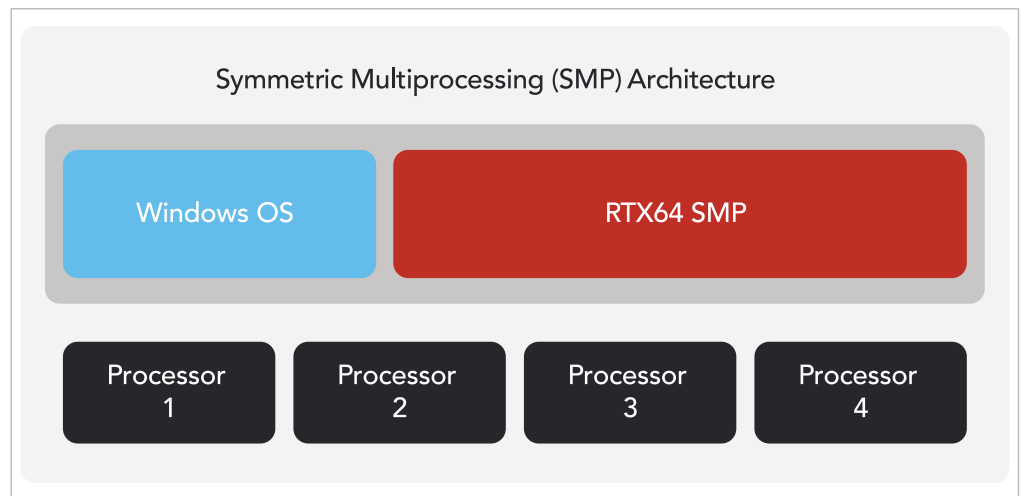 Symmetric Multiprocessing (SMP) Architecture
Windows OS
RTX64 SMP
Processor
1
Processor
2
Processor
3
Processor
4